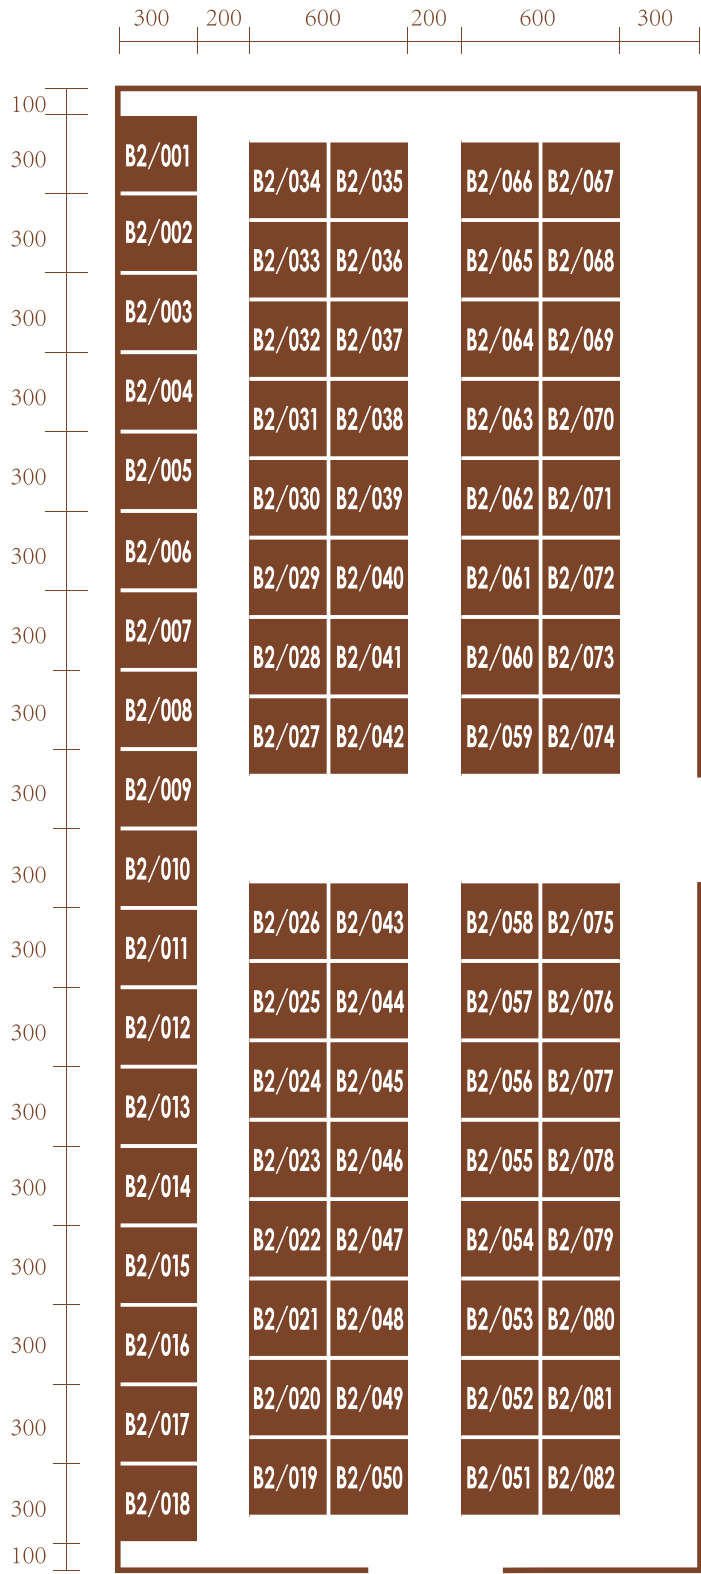 300 200 600 200 600 300
100
300
B2/001
B2/034 B2/035 B2/066 B2/067
300
B2/002
B2/033 B2/036 B2/065 B2/068
300
B2/003
B2/032 B2/037 B2/064 B2/069
300
B2/004
B2/031 B2/038 B2/063 B2/070
300
B2/005
B2/030 B2/039 B2/062 B2/071
300
B2/006
B2/029 B2/040 B2/061 B2/072
300
B2/007
B2/028 B2/041 B2/060 B2/073
300
B2/008
B2/027 B2/042 B2/059 B2/074
300
B2/009
300
B2/010
B2/026 B2/043 B2/058 B2/075
300
B2/011
B2/025 B2/044 B2/057 B2/076
300
B2/012
B2/024 B2/045 B2/056 B2/077
300
B2/013
B2/023 B2/046 B2/055 B2/078
300
B2/014
B2/022 B2/047 B2/054 B2/079
300
B2/015
B2/021 B2/048 B2/053 B2/080
300
B2/016
B2/020 B2/049 B2/052 B2/081
300
B2/017
B2/019 B2/050 B2/051 B2/082
300
B2/018
100